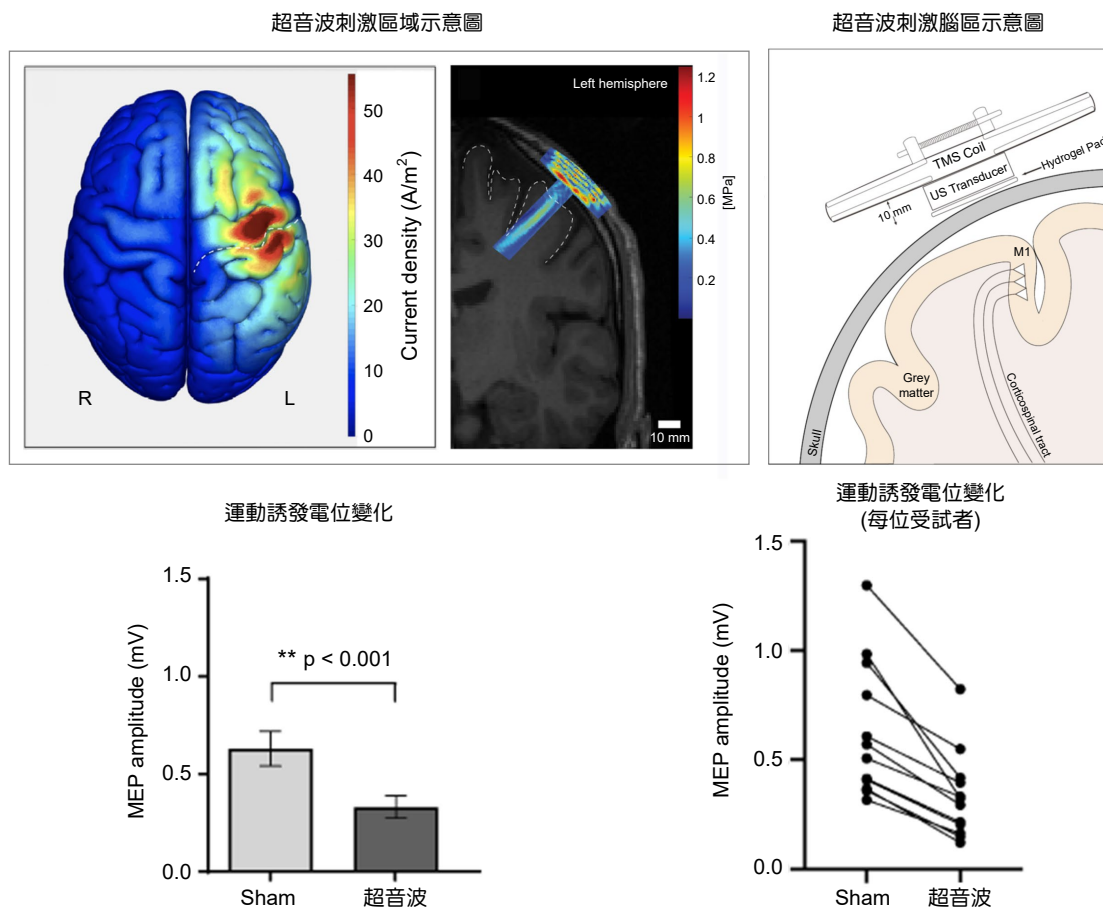 超音波刺激區域示意圖
超音波刺激腦區示意圖
50
40
30
20
10
0
Current density (A/m²)
R
L
Left hemisphere
1.2
1
0.8
0.6
0.4
0.2
[MPa]
10 mm
TMS Coil
US Transducer
Hydrogel Pad
10 mm
M1
Grey
matter
Corticospinal tract
Skull
運動誘發電位變化
1.5
1.0
0.5
0.0
MEP amplitude (mV)
** p < 0.001
Sham
超音波
運動誘發電位變化
(每位受試者)
1.5
1.0
0.5
0.0
MEP amplitude (mV)
Sham
超音波